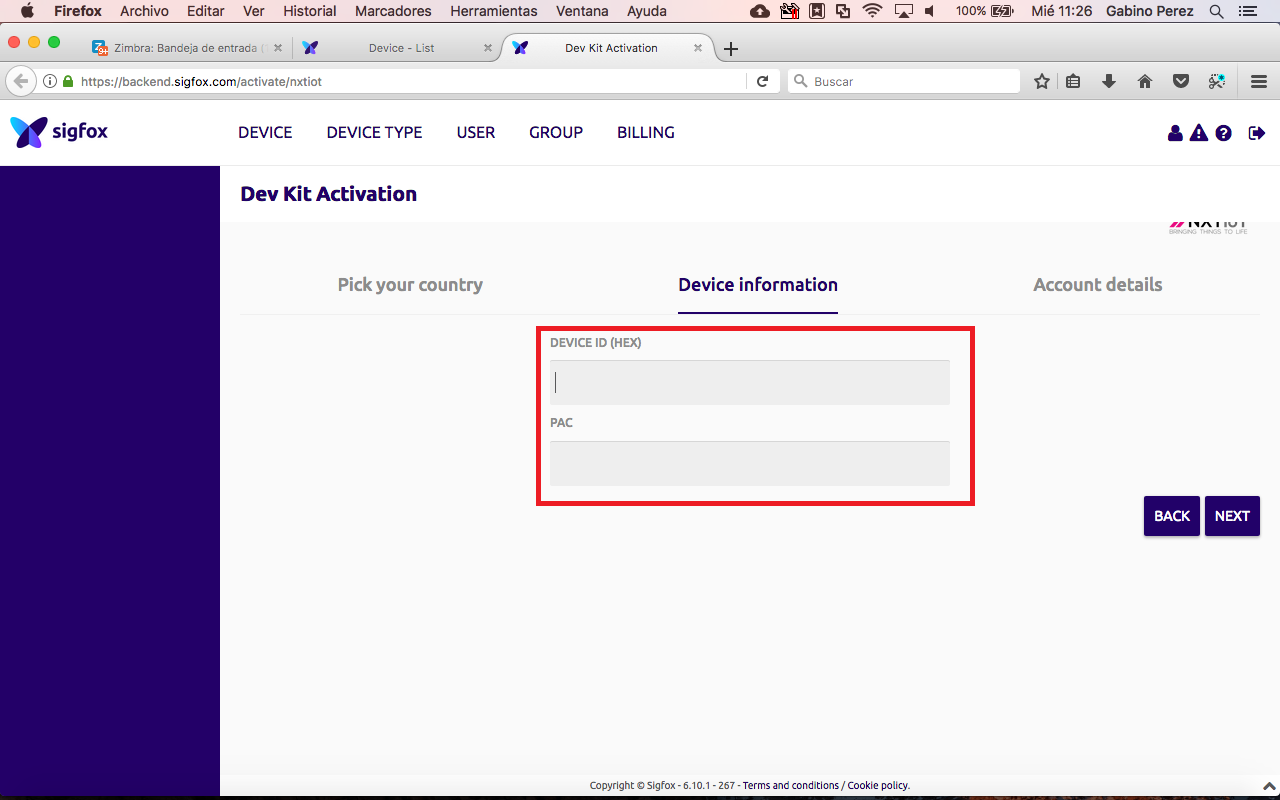 Firefox Archivo Editar Ver Historial Marcadores Herramientas Ventana Ayuda 100% Mié 11:26 Gabino Perez
Zimbra: Bandeja de entrada Device - List Dev Kit Activation
https://backend.sigfox.com/activate/nxtiot Buscar
sigfox DEVICE DEVICE TYPE USER GROUP BILLING
Dev Kit Activation
BRINGING THINGS TO LIFE
Pick your country Device information Account details
DEVICE ID (HEX)
PAC
BACK NEXT
Copyright © Sigfox - 6.10.1 - 267 - Terms and conditions / Cookie policy.